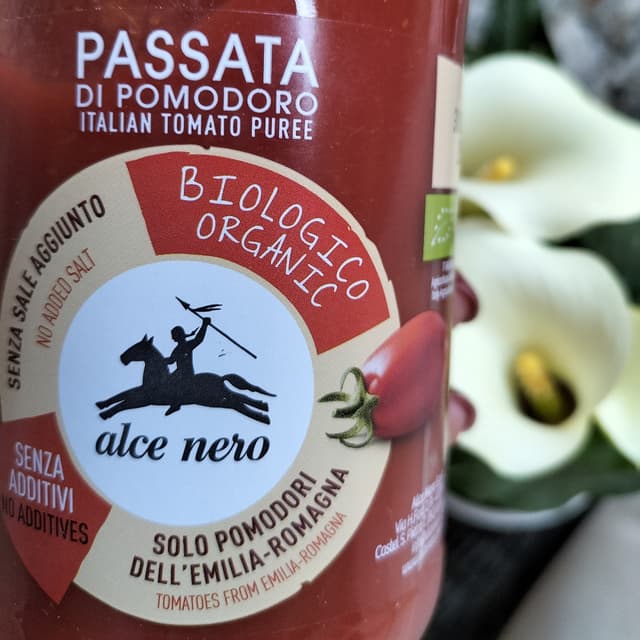 PASSATA
DI POMODORO
ITALIAN TOMATO PUREE
BIOLOGICO
ORGANIC
SENZA SALE AGGIUNTO
NO ADDED SALT
alce nero
SENZA
ADDITIVI
NO ADDITIVES
SOLO POMODORI
DELL'EMILIA-ROMAGNA
TOMATOES FROM EMILIA-ROMAGNA